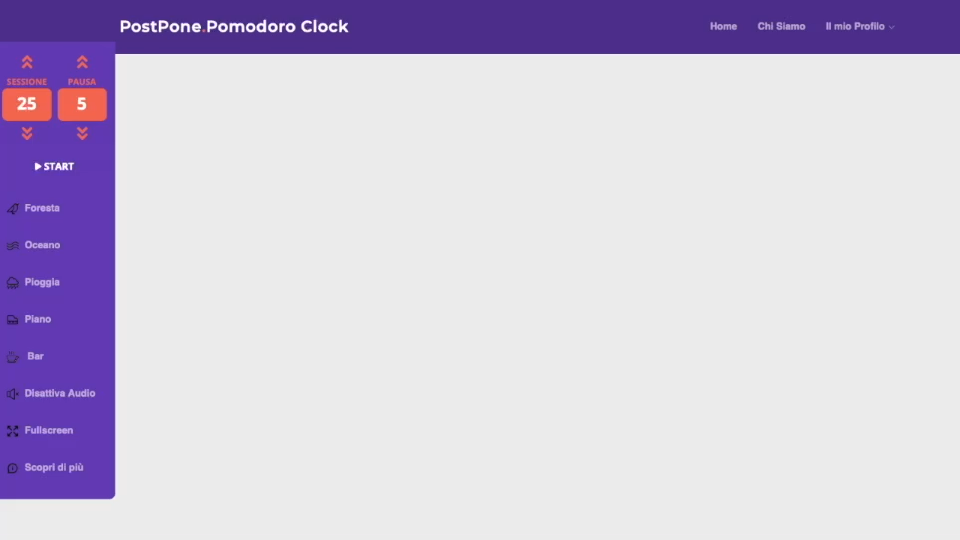 PostPone.Pomodoro Clock
Home Chi Siamo Il mio Profilo
SESSIONE PAUSA
25 5
START
Foresta
Oceano
Pioggia
Piano
Bar
Disattiva Audio
Fullscreen
Scopri di più